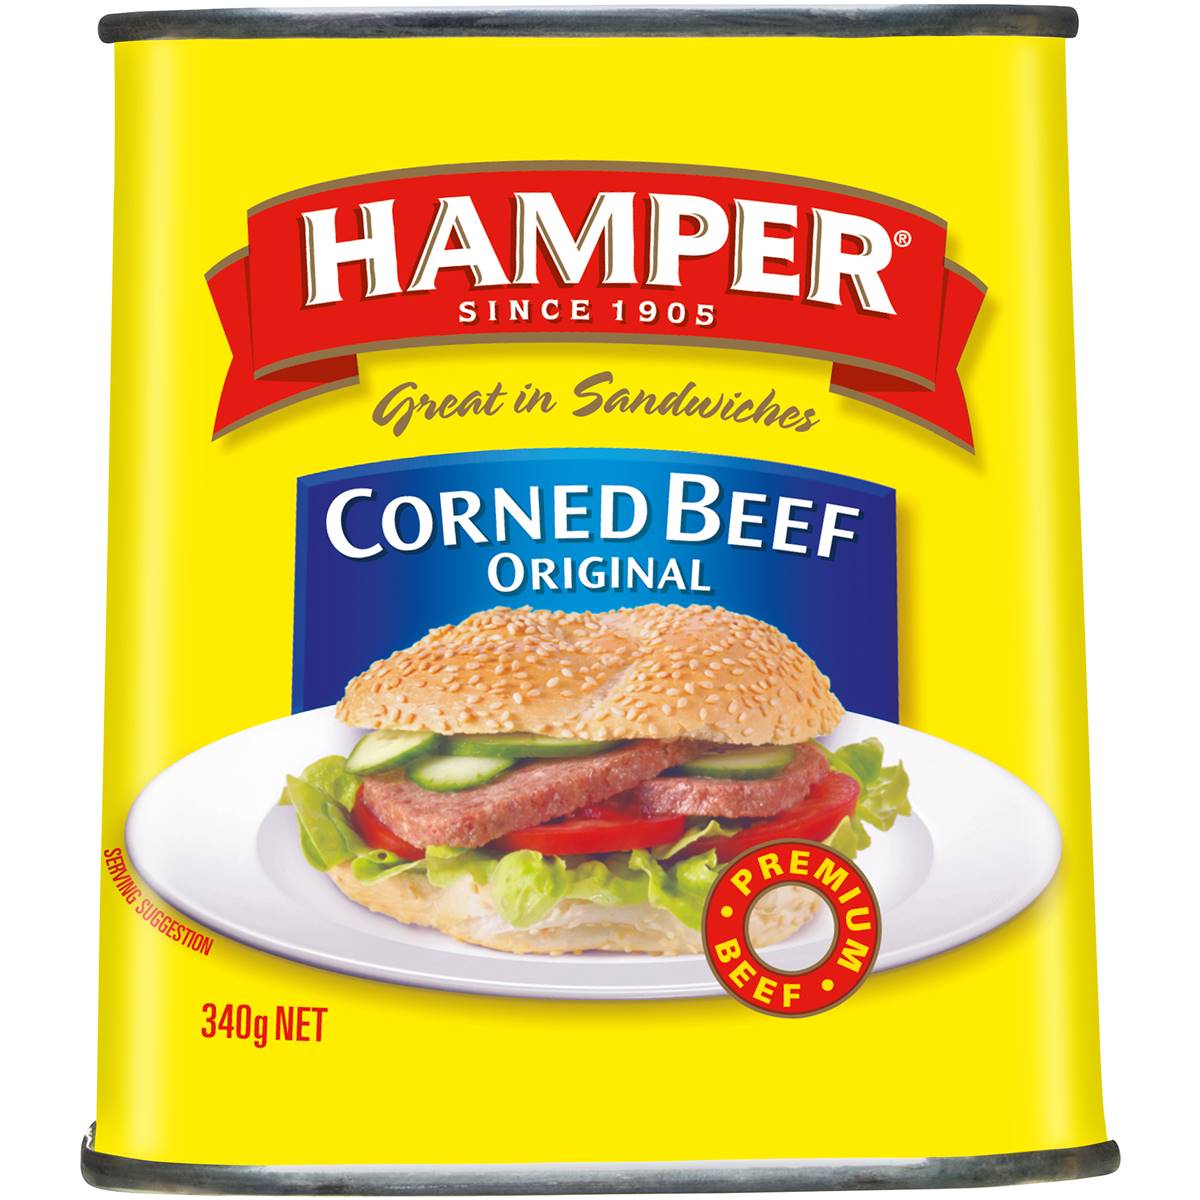 HAMPER®
SINCE 1905
Great in Sandwiches
CORNED BEEF
ORIGINAL
SERVING SUGGESTION
PREMIUM
BEEF
340g NET